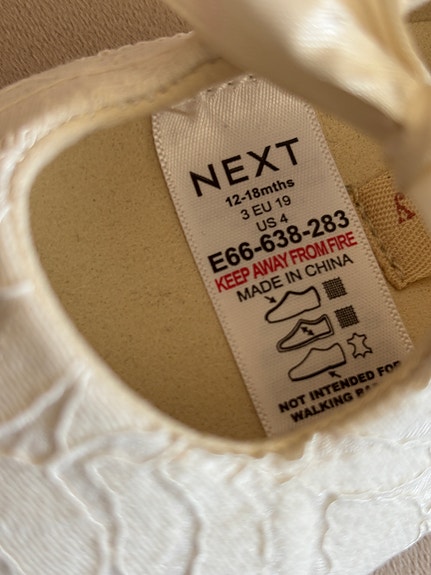 NEXT
12-18mths
3 EU 19
US 4
E66-638-283
KEEP AWAY FROM FIRE
MADE IN CHINA
NOT INTENDED FOR
WALKING